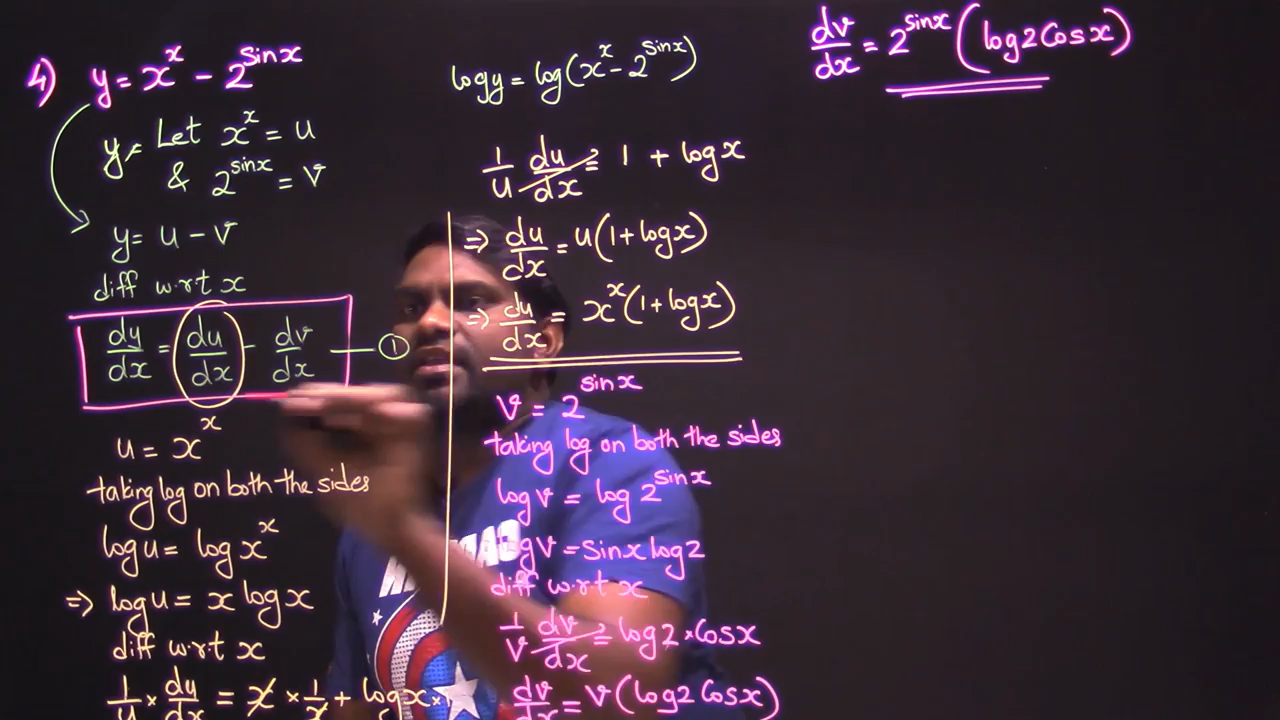 4) y = x^x - 2^sinx
y= Let x^x = u
& 2^sinx = v
y = u - v
diff w.r.t x
dy/dx = du/dx - dv/dx — ①
u = x^x
taking log on both the sides
log u = log x^x
⇒ log u = x log x
diff w.r.t x
1/u × du/dx = x × 1/x + log x × 1
log y = log(x^x - 2^sinx)
1/u du/dx = 1 + log x
⇒ du/dx = u(1 + log x)
⇒ du/dx = x^x(1 + log x)
v = 2^sinx
taking log on both the sides
log v = log 2^sinx
log v = sinx log 2
diff w.r.t x
1/v dv/dx = log 2 × Cosx
dv/dx = v(log 2 Cosx)
dv/dx = 2^sinx (log 2 Cosx)